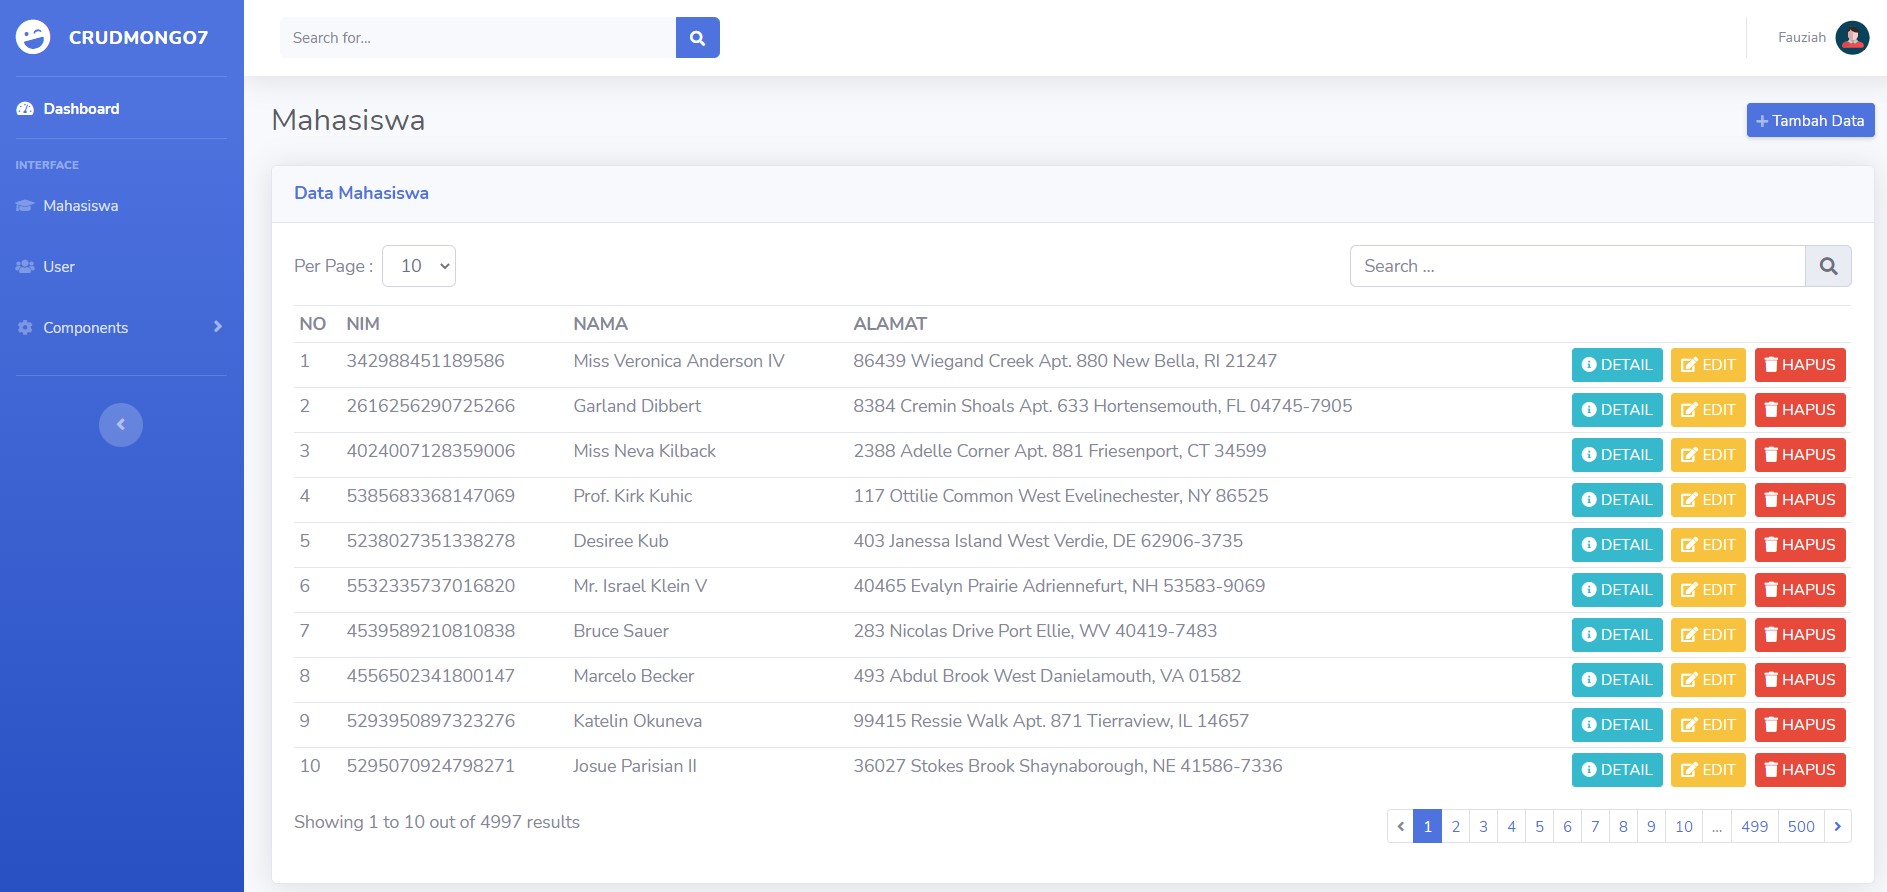 CRUDMONGO7
Search for...
Fauziah
Dashboard
INTERFACE
Mahasiswa
User
Components
Mahasiswa
+ Tambah Data
Data Mahasiswa
Per Page : 10
Search ...
NO NIM NAMA ALAMAT
1 342988451189586 Miss Veronica Anderson IV 86439 Wiegand Creek Apt. 880 New Bella, RI 21247 DETAIL EDIT HAPUS
2 2616256290725266 Garland Dibbert 8384 Cremin Shoals Apt. 633 Hortensemouth, FL 04745-7905 DETAIL EDIT HAPUS
3 4024007128359006 Miss Neva Kilback 2388 Adelle Corner Apt. 881 Friesenport, CT 34599 DETAIL EDIT HAPUS
4 5385683368147069 Prof. Kirk Kuhic 117 Ottilie Common West Evelinechester, NY 86525 DETAIL EDIT HAPUS
5 5238027351338278 Desiree Kub 403 Janessa Island West Verdie, DE 62906-3735 DETAIL EDIT HAPUS
6 5532335737016820 Mr. Israel Klein V 40465 Evalyn Prairie Adriennefurt, NH 53583-9069 DETAIL EDIT HAPUS
7 4539589210810838 Bruce Sauer 283 Nicolas Drive Port Ellie, WV 40419-7483 DETAIL EDIT HAPUS
8 4556502341800147 Marcelo Becker 493 Abdul Brook West Danielamouth, VA 01582 DETAIL EDIT HAPUS
9 5293950897323276 Katelin Okuneva 99415 Ressie Walk Apt. 871 Tierraview, IL 14657 DETAIL EDIT HAPUS
10 5295070924798271 Josue Parisian II 36027 Stokes Brook Shaynaborough, NE 41586-7336 DETAIL EDIT HAPUS
Showing 1 to 10 out of 4997 results
‹ 1 2 3 4 5 6 7 8 9 10 ... 499 500 ›